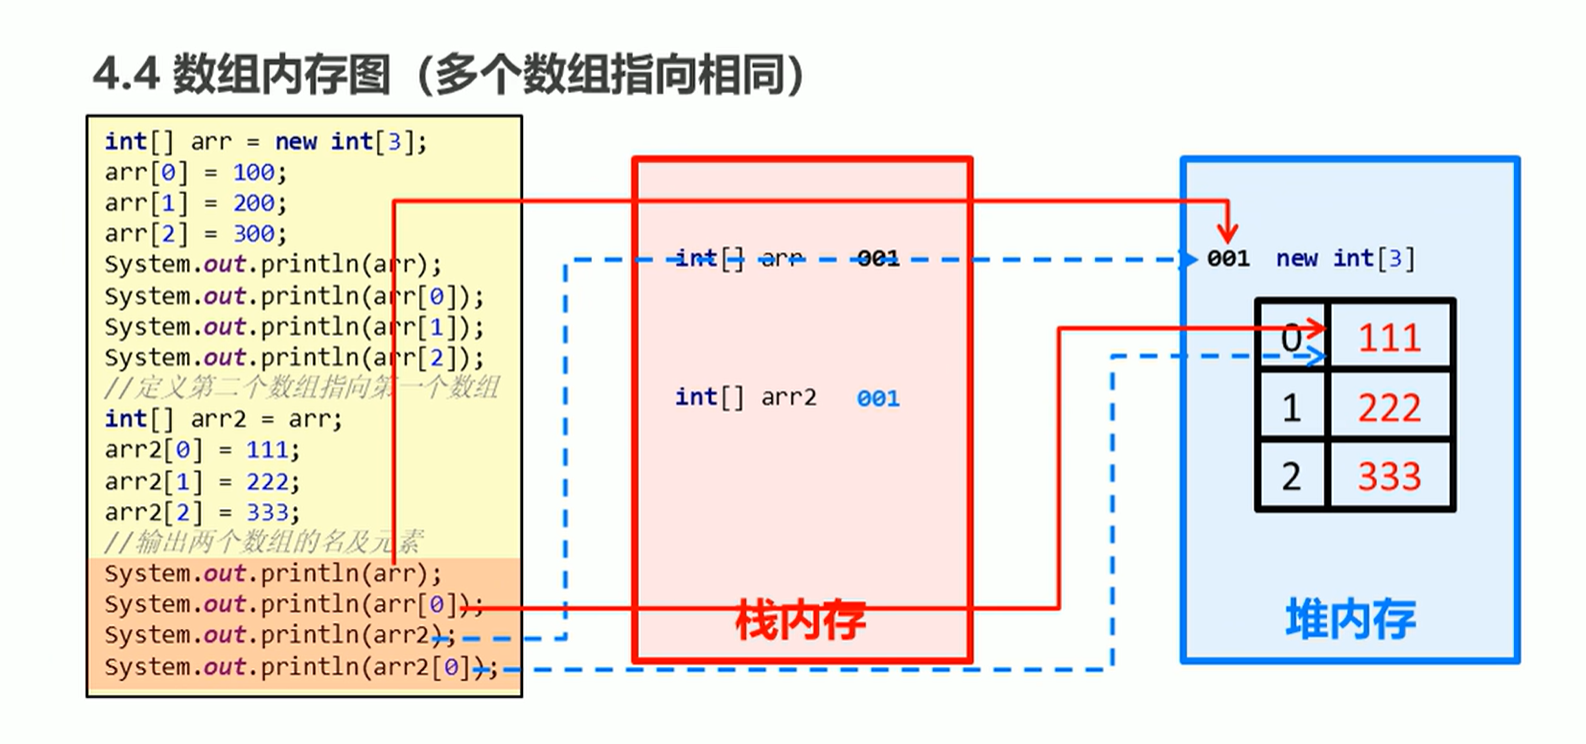 4.4 数组内存图（多个数组指向相同）
int[] arr = new int[3];
arr[0] = 100;
arr[1] = 200;
arr[2] = 300;
System.out.println(arr);
System.out.println(arr[0]);
System.out.println(arr[1]);
System.out.println(arr[2]);
//定义第二个数组指向第一个数组
int[] arr2 = arr;
arr2[0] = 111;
arr2[1] = 222;
arr2[2] = 333;
//输出两个数组的名及元素
System.out.println(arr);
System.out.println(arr[0]);
System.out.println(arr2);
System.out.println(arr2[0]);
int[] arr 001
int[] arr2 001
栈内存
001 new int[3]
0 111
1 222
2 333
堆内存